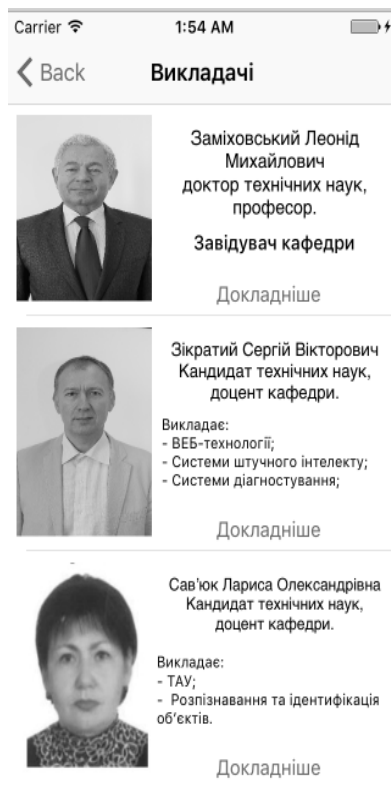 Carrier 1:54 AM
Back Викладачі
Заміховський Леонід
Михайлович
доктор технічних наук,
професор.
Завідувач кафедри
Докладніше
Зікратий Сергій Вікторович
Кандидат технічних наук,
доцент кафедри.
Викладає:
- ВЕБ-технології;
- Системи штучного інтелекту;
- Системи діагностування;
Докладніше
Сав'юк Лариса Олександрівна
Кандидат технічних наук,
доцент кафедри.
Викладає:
- ТАУ;
- Розпізнавання та ідентифікація
об'єктів.
Докладніше